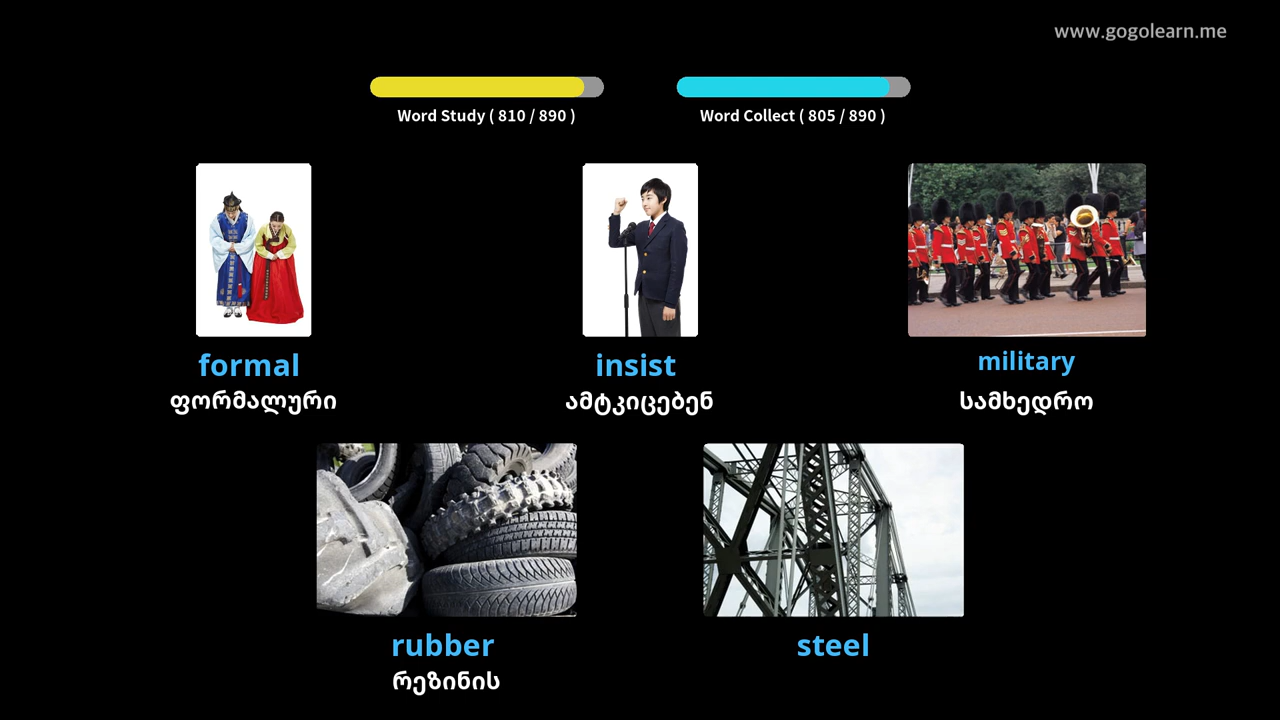 www.gogolearn.me
Word Study ( 810 / 890 )
Word Collect ( 805 / 890 )
formal
ფორმალური
insist
ამტკიცებენ
military
სამხედრო
rubber
რეზინის
steel